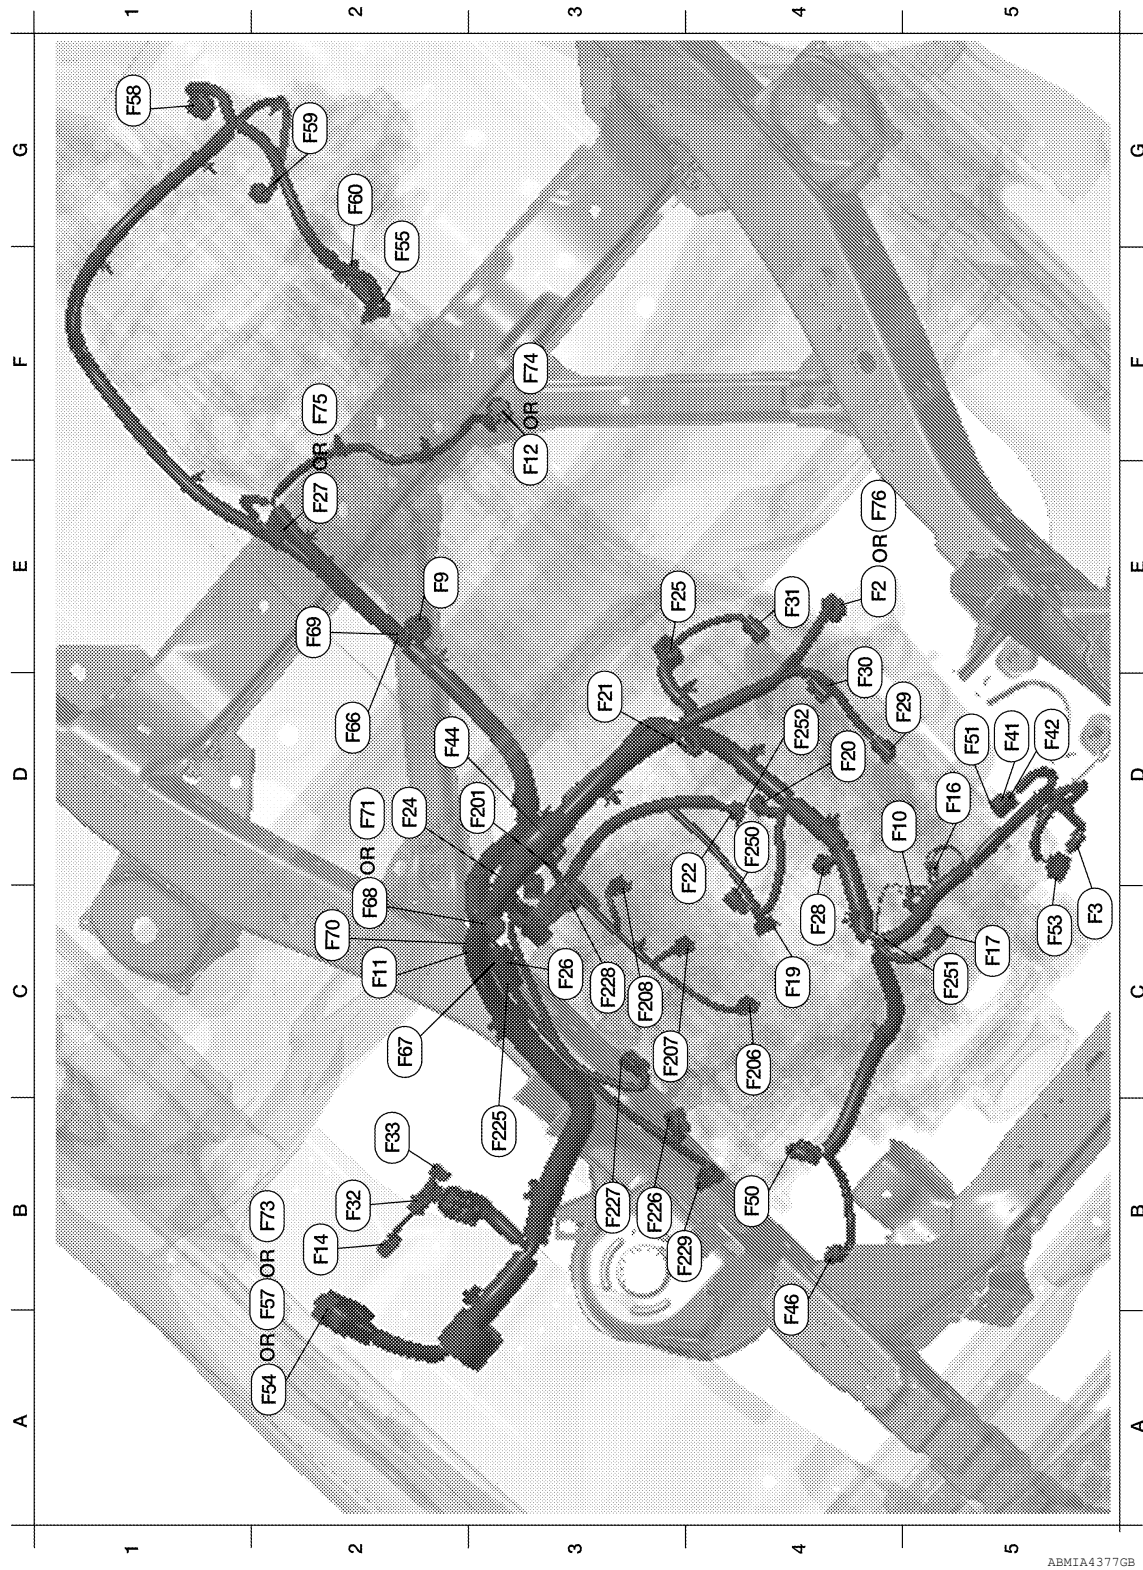 1 2 3 4 5
G
F58
F59
F60
F55
F
F74
OR
F12
F75
OR
F27
E
F9
F69
F66
F25
F31
F76
OR
F2
F30
F29
D
F21
F44
F201
F71
OR
F68
F24
F252
F20
F22
F250
F51
F41
F42
F16
F10
F28
F53
F3
C
F70
F11
F67
F26
F228
F208
F207
F206
F19
F251
F17
F225
B
F33
F32
F14
F54 OR F57 OR F73
F227
F226
F229
F50
F46
A
1 2 3 4 5
G
F
E
D
C
B
A
ABMIA4377GB